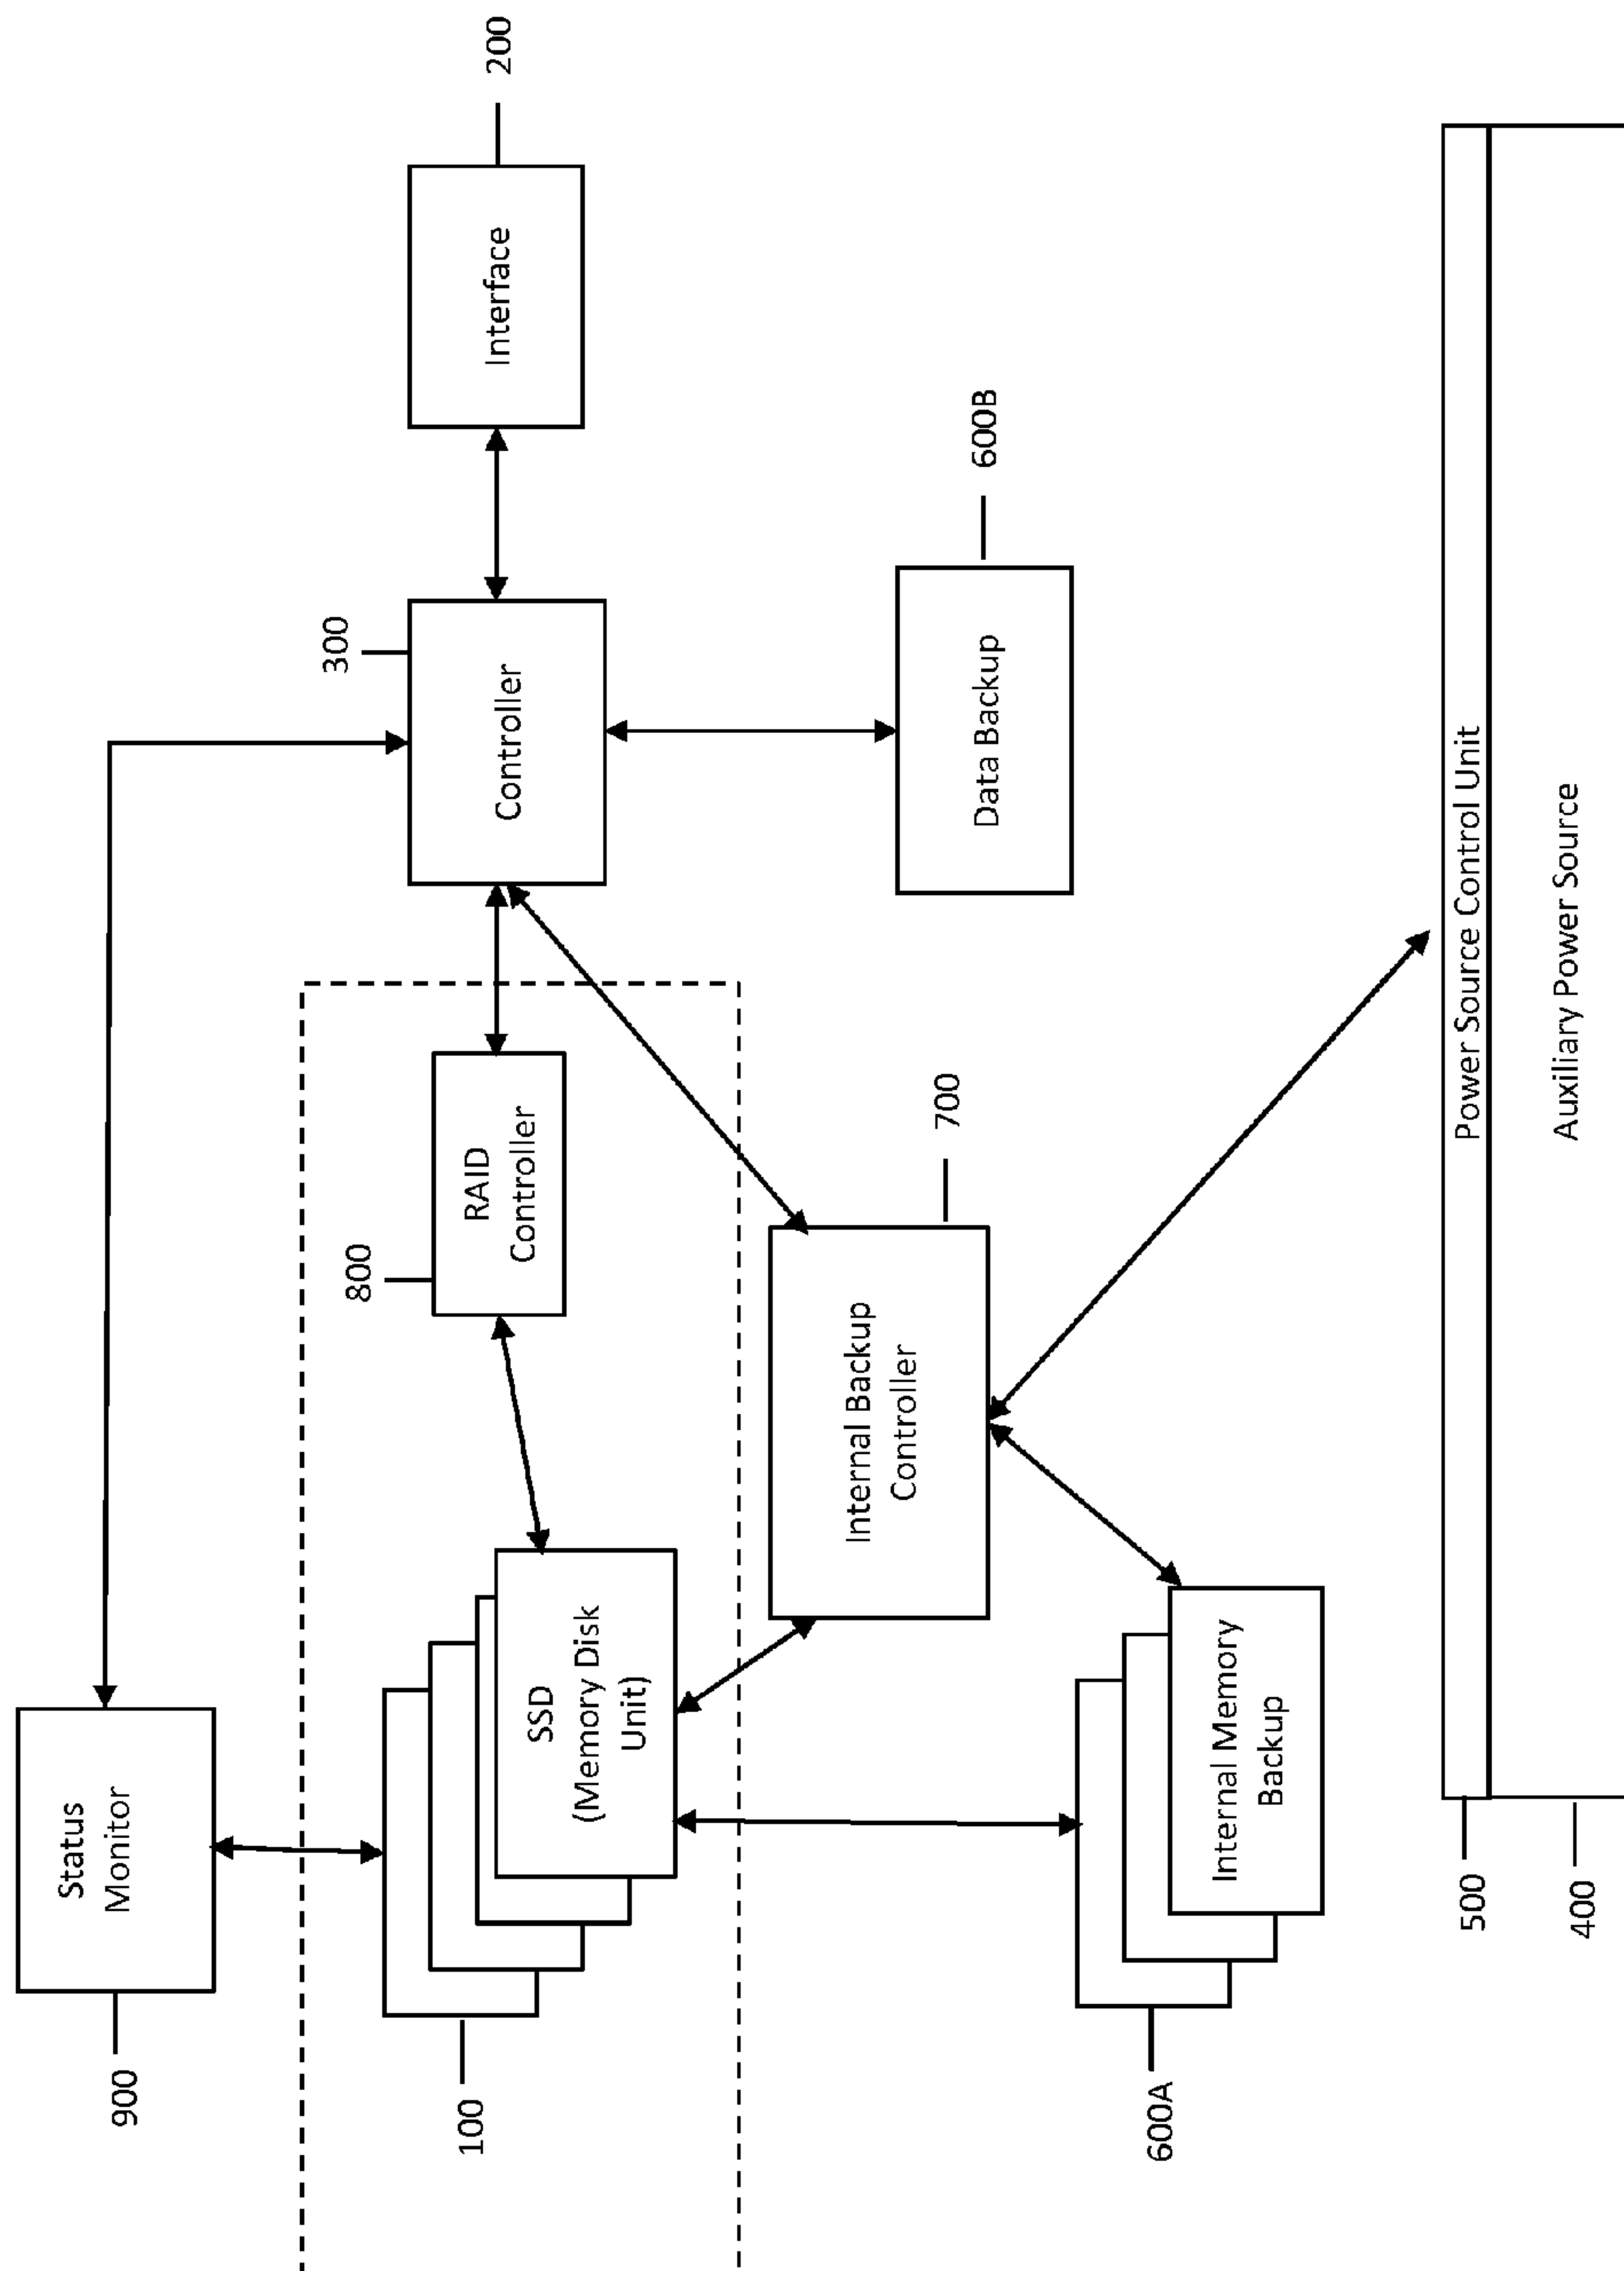 900
Status
Monitor
100
SSD
(Memory Disk
Unit)
800
RAID
Controller
300
Controller
Interface
200
Internal Backup
Controller
700
Data Backup
600B
600A
Internal Memory
Backup
500
Power Source Control Unit
400
Auxiliary Power Source